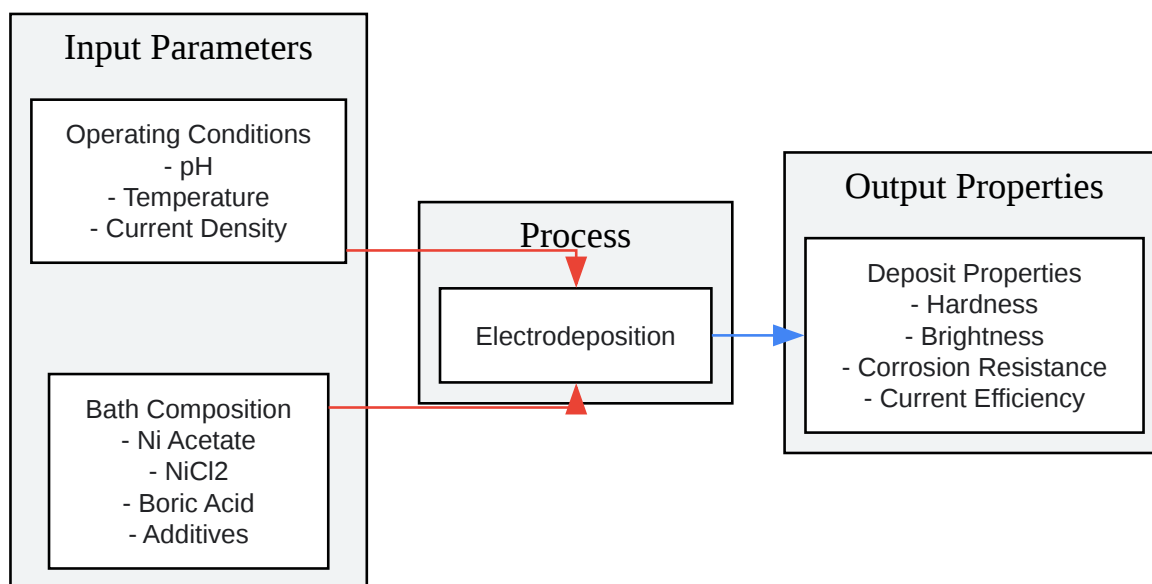 Input Parameters
Operating Conditions
- pH
- Temperature
- Current Density
Bath Composition
- Ni Acetate
- NiCl2
- Boric Acid
- Additives
Process
Electrodeposition
Output Properties
Deposit Properties
- Hardness
- Brightness
- Corrosion Resistance
- Current Efficiency